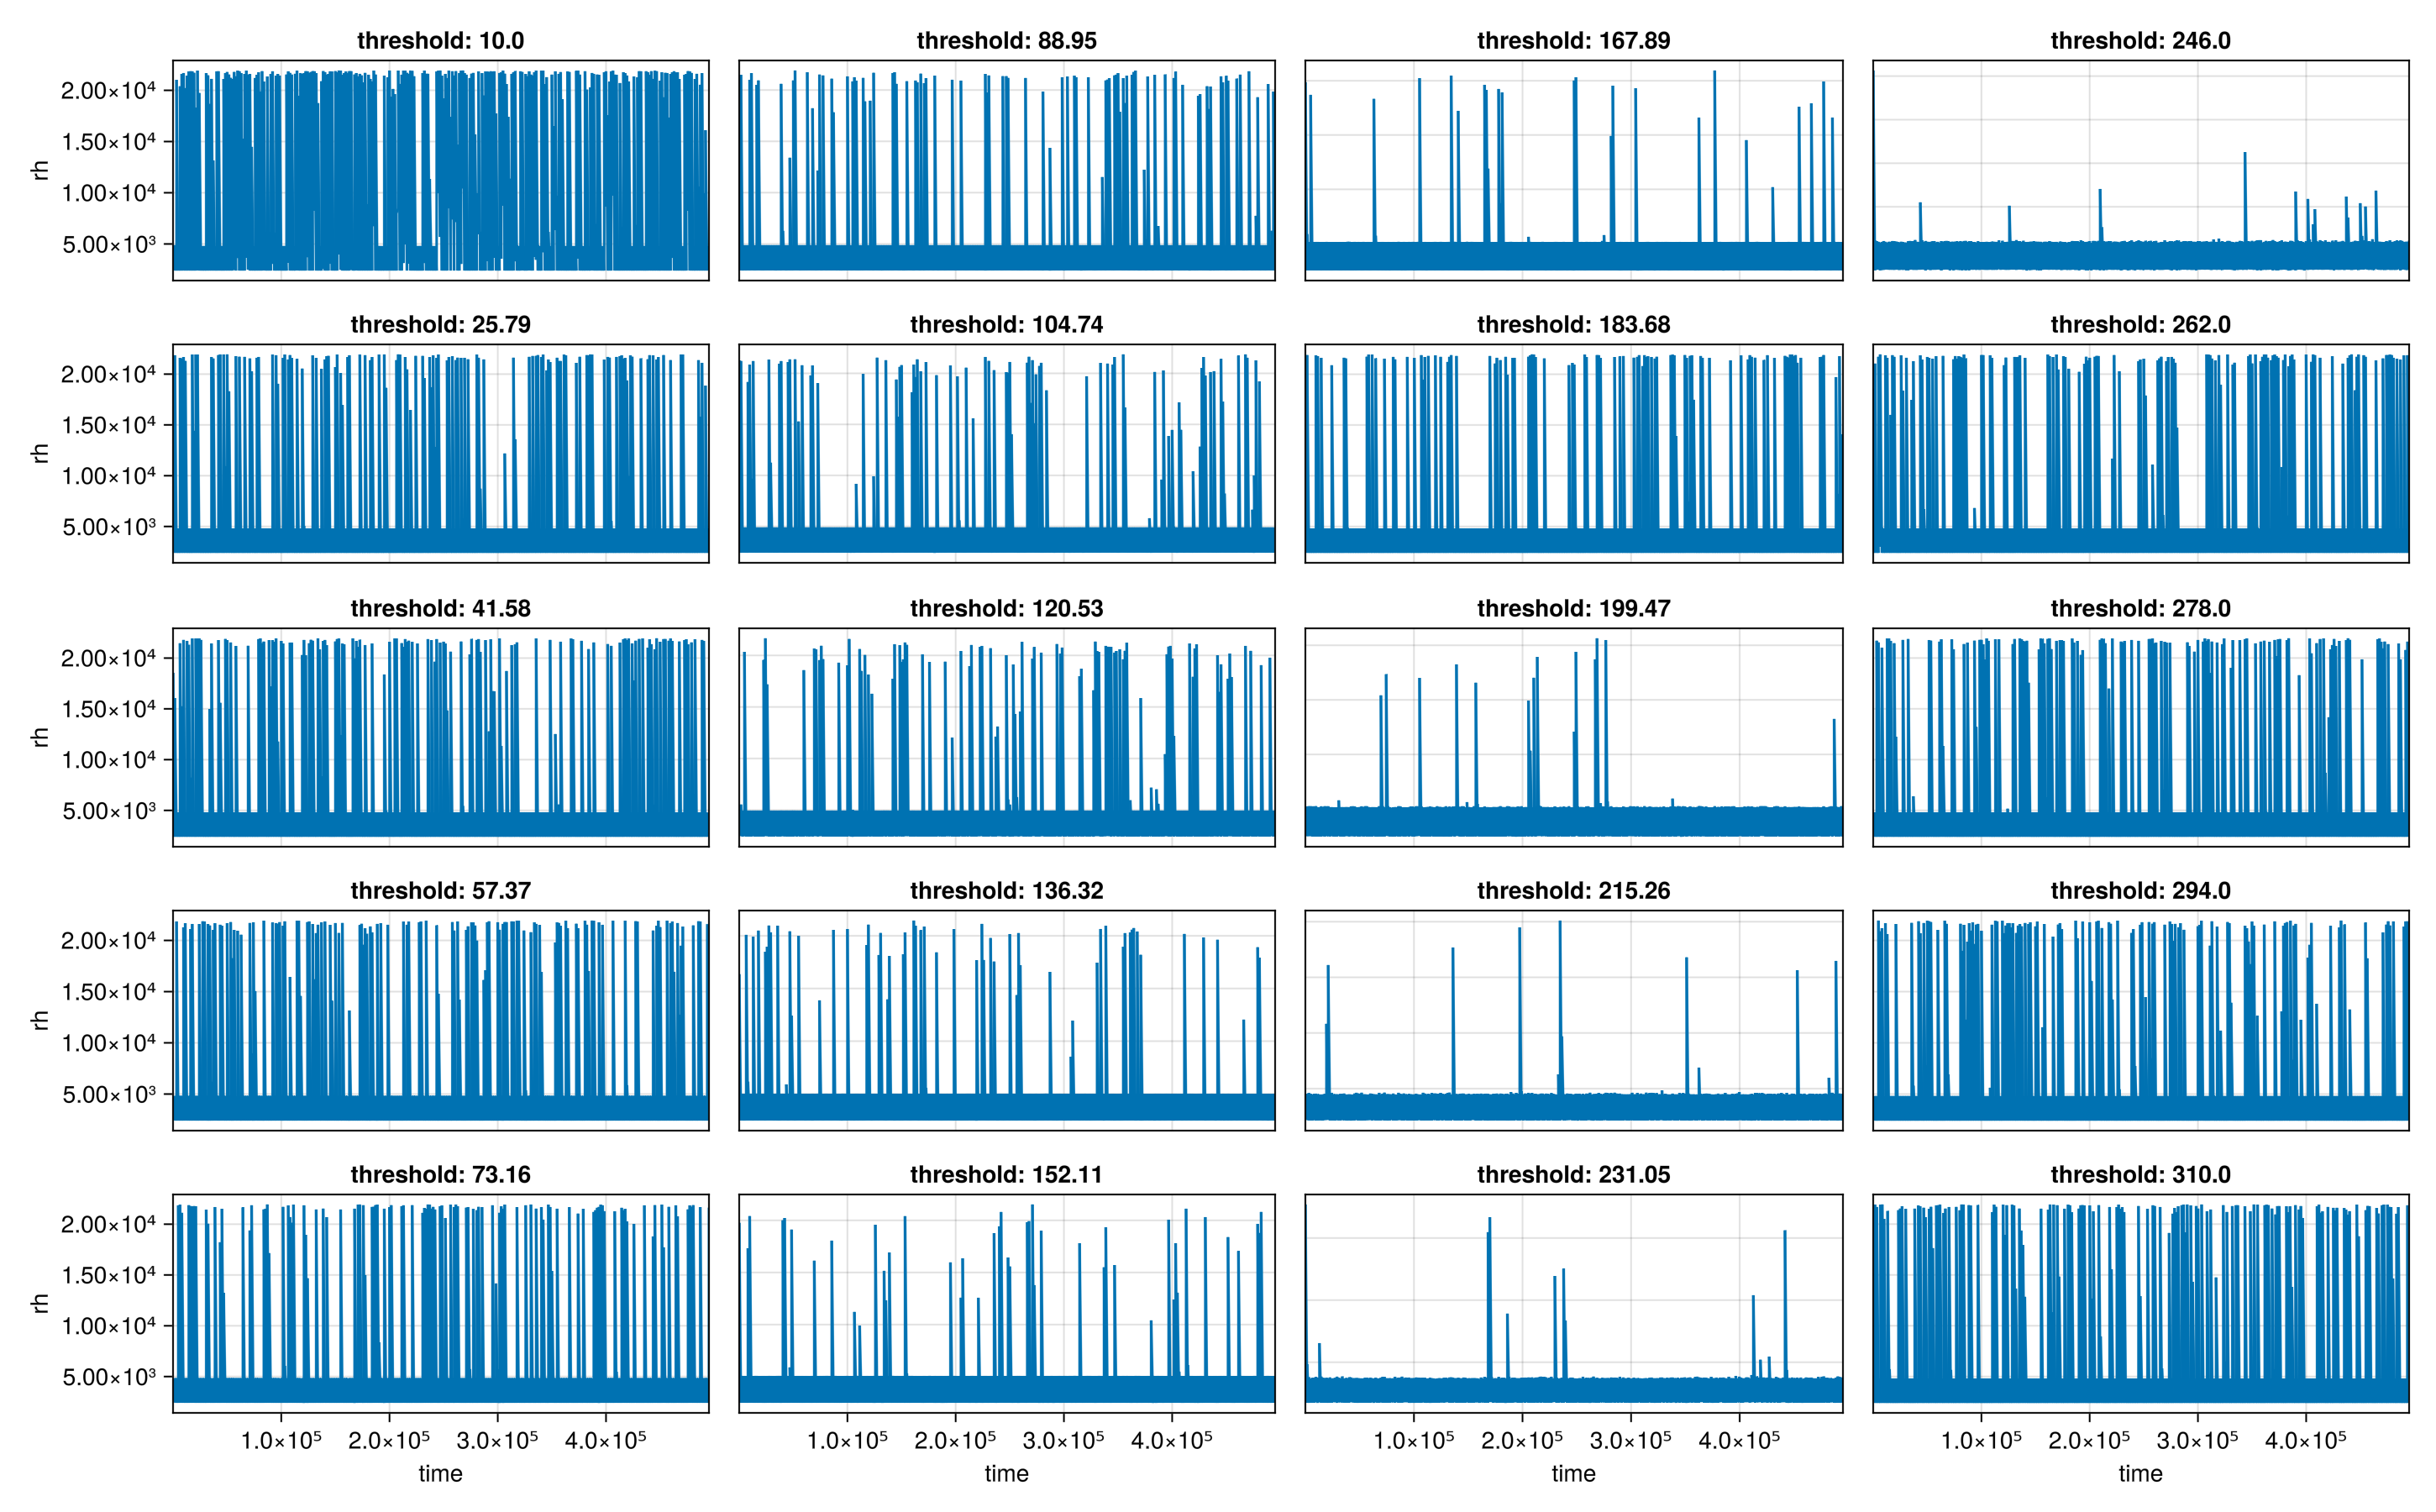 threshold: 10.0
threshold: 88.95
threshold: 167.89
threshold: 246.0
2.00×10⁴
1.50×10⁴
1.00×10⁴
5.00×10³
rh
threshold: 25.79
threshold: 104.74
threshold: 183.68
threshold: 262.0
2.00×10⁴
1.50×10⁴
1.00×10⁴
5.00×10³
rh
threshold: 41.58
threshold: 120.53
threshold: 199.47
threshold: 278.0
2.00×10⁴
1.50×10⁴
1.00×10⁴
5.00×10³
rh
threshold: 57.37
threshold: 136.32
threshold: 215.26
threshold: 294.0
2.00×10⁴
1.50×10⁴
1.00×10⁴
5.00×10³
rh
threshold: 73.16
threshold: 152.11
threshold: 231.05
threshold: 310.0
2.00×10⁴
1.50×10⁴
1.00×10⁴
5.00×10³
rh
1.0×10⁵ 2.0×10⁵ 3.0×10⁵ 4.0×10⁵
1.0×10⁵ 2.0×10⁵ 3.0×10⁵ 4.0×10⁵
1.0×10⁵ 2.0×10⁵ 3.0×10⁵ 4.0×10⁵
1.0×10⁵ 2.0×10⁵ 3.0×10⁵ 4.0×10⁵
time
time
time
time